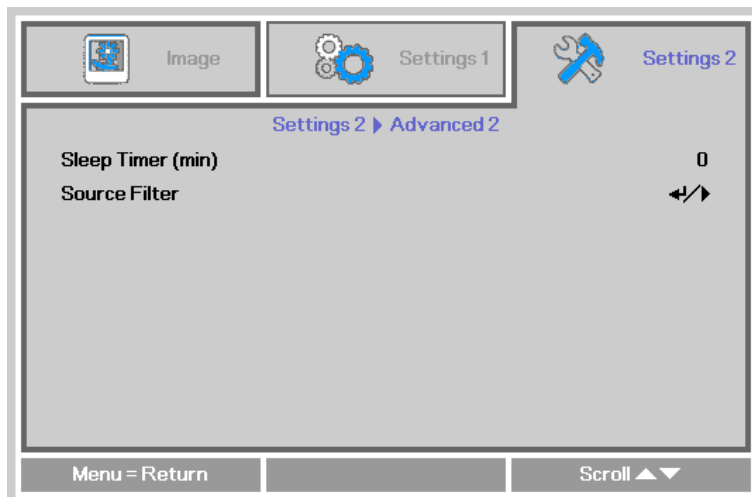 Image
Settings 1
Settings 2
Settings 2 ▶ Advanced 2
Sleep Timer (min) 0
Source Filter ↵/▶
Menu = Return
Scroll ▲▼